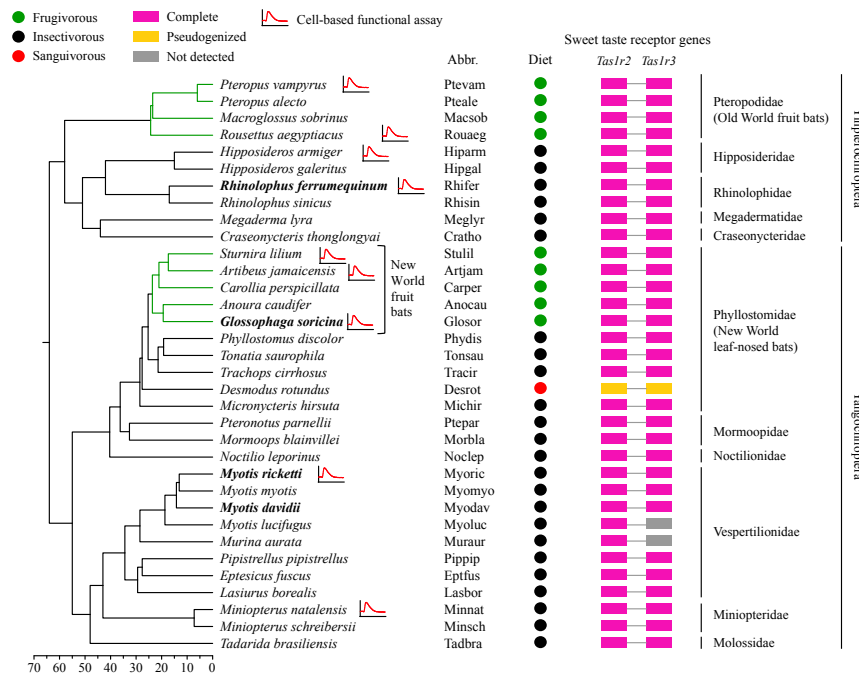 Frugivorous
Insectivorous
Sanguivorous
Complete
Pseudogenized
Not detected
Cell-based functional assay
Sweet taste receptor genes
Abbr. Diet Tas1r2 Tas1r3
Pteropus vampyrus Ptevam
Pteropus alecto Pteale
Macroglossus sobrinus Macsob
Rousettus aegyptiacus Rouaeg
Pteropodidae
(Old World fruit bats)
Hipposideros armiger Hiparm
Hipposideros galeritus Hipgal
Hipposideridae
Rhinolophus ferrumequinum Rhifer
Rhinolophus sinicus Rhisin
Rhinolophidae
Megaderma lyra Meglyr Megadermatidae
Craseonycteris thonglongyai Cratho Craseonycteridae
Sturnira lilium Stulil
Artibeus jamaicensis Artjam
Carollia perspicillata Carper
Anoura caudifer Anocau
Glossophaga soricina Glosor
New
World
fruit
bats
Phyllostomus discolor Phydis
Tonatia saurophila Tonsau
Trachops cirrhosus Tracir
Desmodus rotundus Desrot
Micronycteris hirsuta Michir
Phyllostomidae
(New World
leaf-nosed bats)
Pteronotus parnellii Ptepar
Mormoops blainvillei Morbla
Mormoopidae
Noctilio leporinus Noclep Noctilionidae
Myotis ricketti Myoric
Myotis myotis Myomyo
Myotis davidii Myodav
Myotis lucifugus Myoluc
Murina aurata Muraur
Pipistrellus pipistrellus Pippip
Eptesicus fuscus Eptfus
Lasiurus borealis Lasbor
Vespertilionidae
Miniopterus natalensis Minnat
Miniopterus schreibersii Minsch
Miniopteridae
Tadarida brasiliensis Tadbra Molossidae
70 60 50 40 30 20 10 0